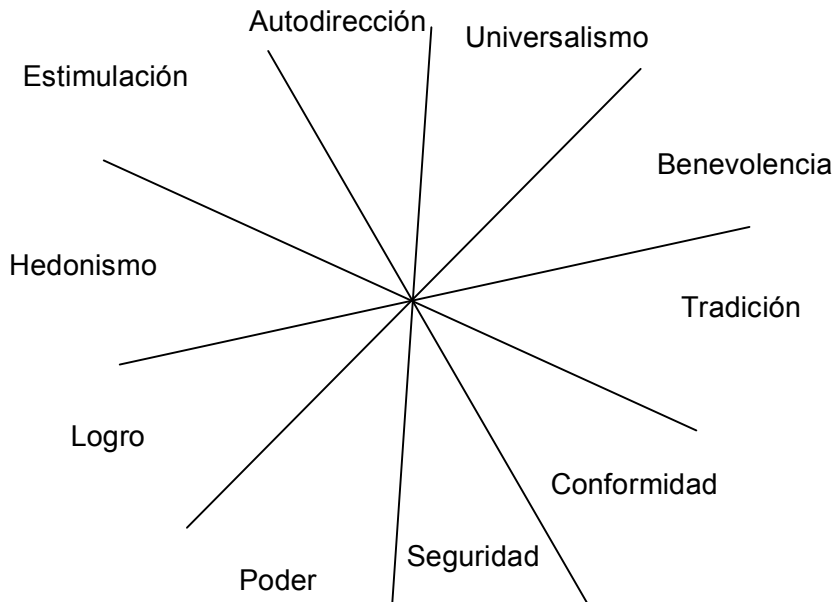 Autodirección
Universalismo
Estimulación
Benevolencia
Hedonismo
Tradición
Logro
Conformidad
Seguridad
Poder